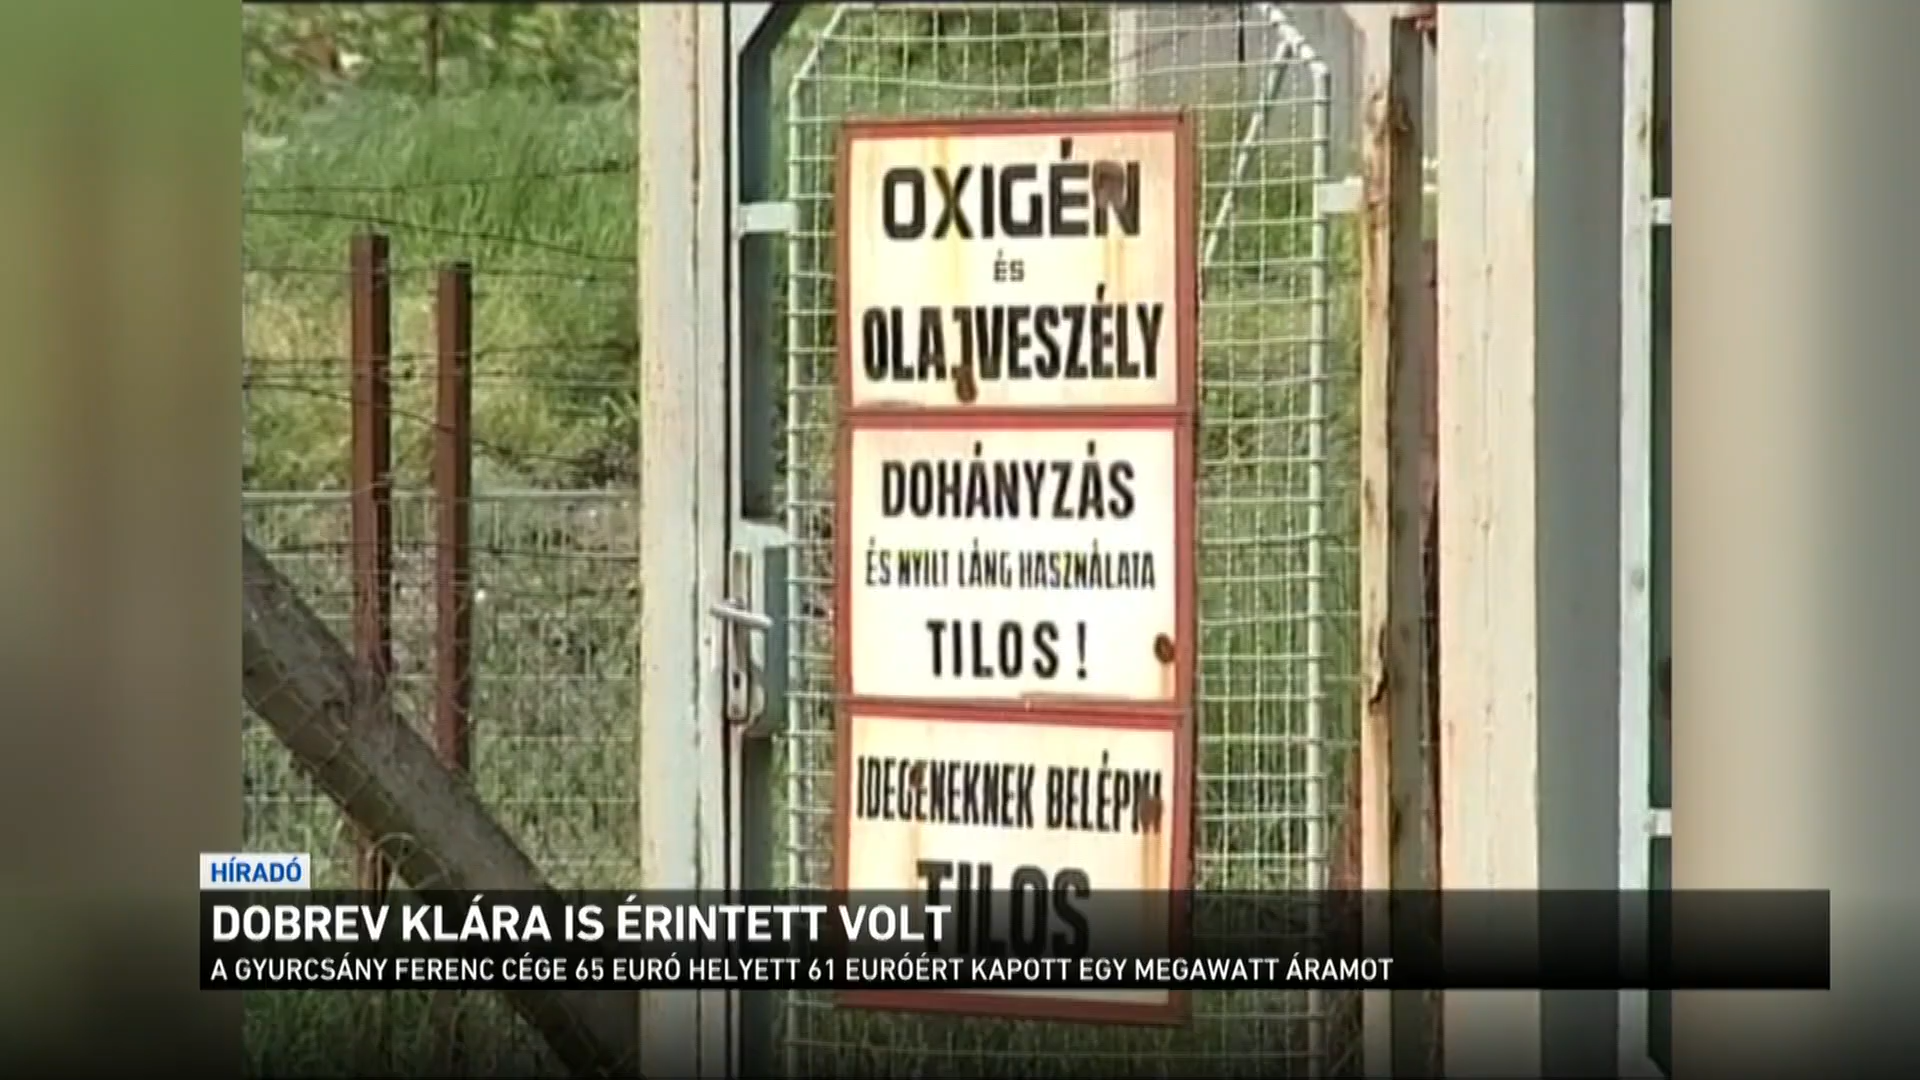 OXIGÉN
ÉS
OLAJVESZÉLY
DOHÁNYZÁS
ÉS NYILT LÁNG HASZNÁLATA
TILOS!
IDEGENEKNEK BELÉPNI
TILOS
HÍRADÓ
DOBREV KLÁRA IS ÉRINTETT VOLT
A GYURCSÁNY FERENC CÉGE 65 EURÓ HELYETT 61 EURÓÉRT KAPOTT EGY MEGAWATT ÁRAMOT